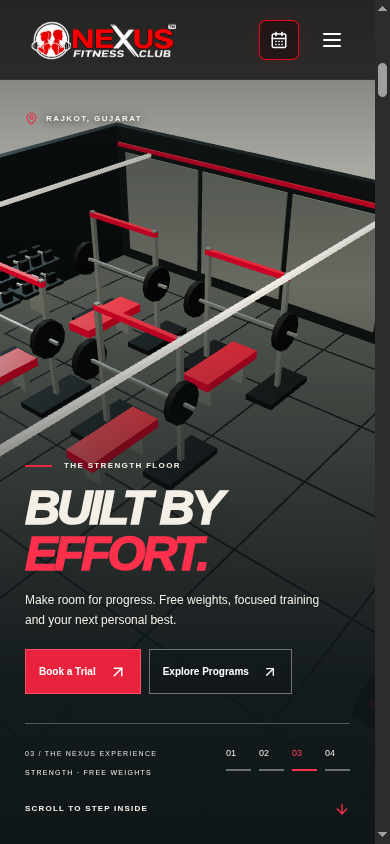 NEXUS TM
FITNESS CLUB
RAJKOT, GUJARAT
THE STRENGTH FLOOR
BUILT BY
EFFORT.
Make room for progress. Free weights, focused training
and your next personal best.
Book a Trial
Explore Programs
03 / THE NEXUS EXPERIENCE
01 02 03 04
STRENGTH · FREE WEIGHTS
SCROLL TO STEP INSIDE